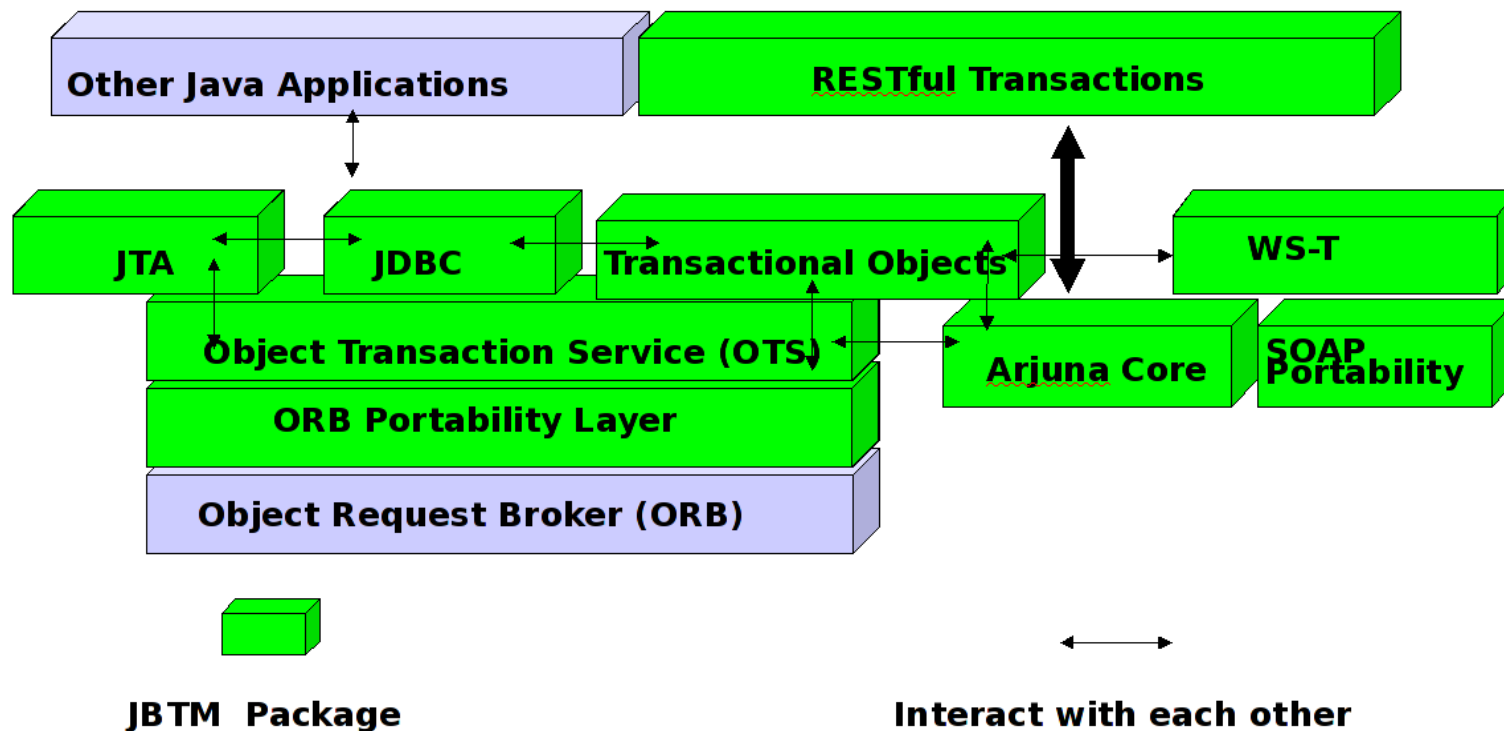 Other Java Applications
RESTful Transactions
JTA
JDBC
Transactional Objects
WS-T
Object Transaction Service (OTS)
Arjuna Core
SOAP
Portability
ORB Portability Layer
Object Request Broker (ORB)
JBTM Package
Interact with each other